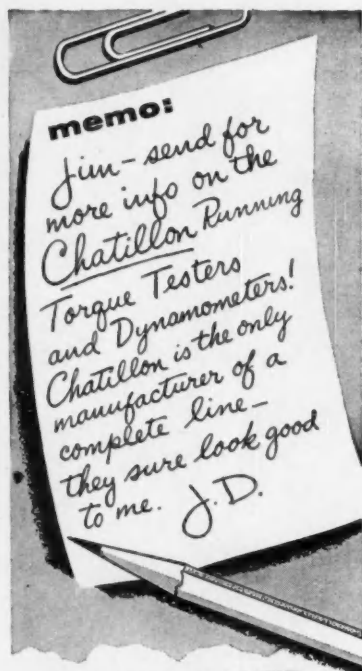 memo:
Jim – send for
more info on the
Chatillon Running
Torque Testers
and Dynamometers!
Chatillon is the only
manufacturer of a
complete line –
they sure look good
to me. J.D.